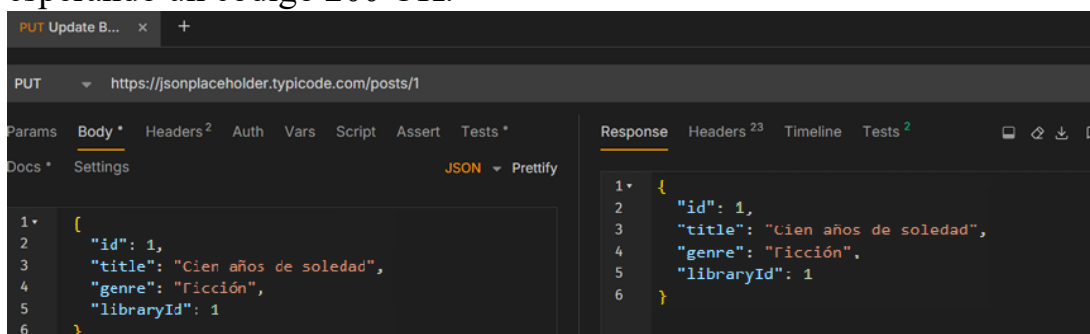 esperando un código 200 OK.
PUT Update B... × +
PUT https://jsonplaceholder.typicode.com/posts/1
Params Body * Headers 2 Auth Vars Script Assert Tests *
Docs * Settings JSON Prettify
1 {
2 "id": 1,
3 "title": "Cien años de soledad",
4 "genre": "Ficción",
5 "libraryId": 1
6 }
Response Headers 23 Timeline Tests 2
1 {
2 "id": 1,
3 "title": "Cien años de soledad",
4 "genre": "Ficción",
5 "libraryId": 1
6 }